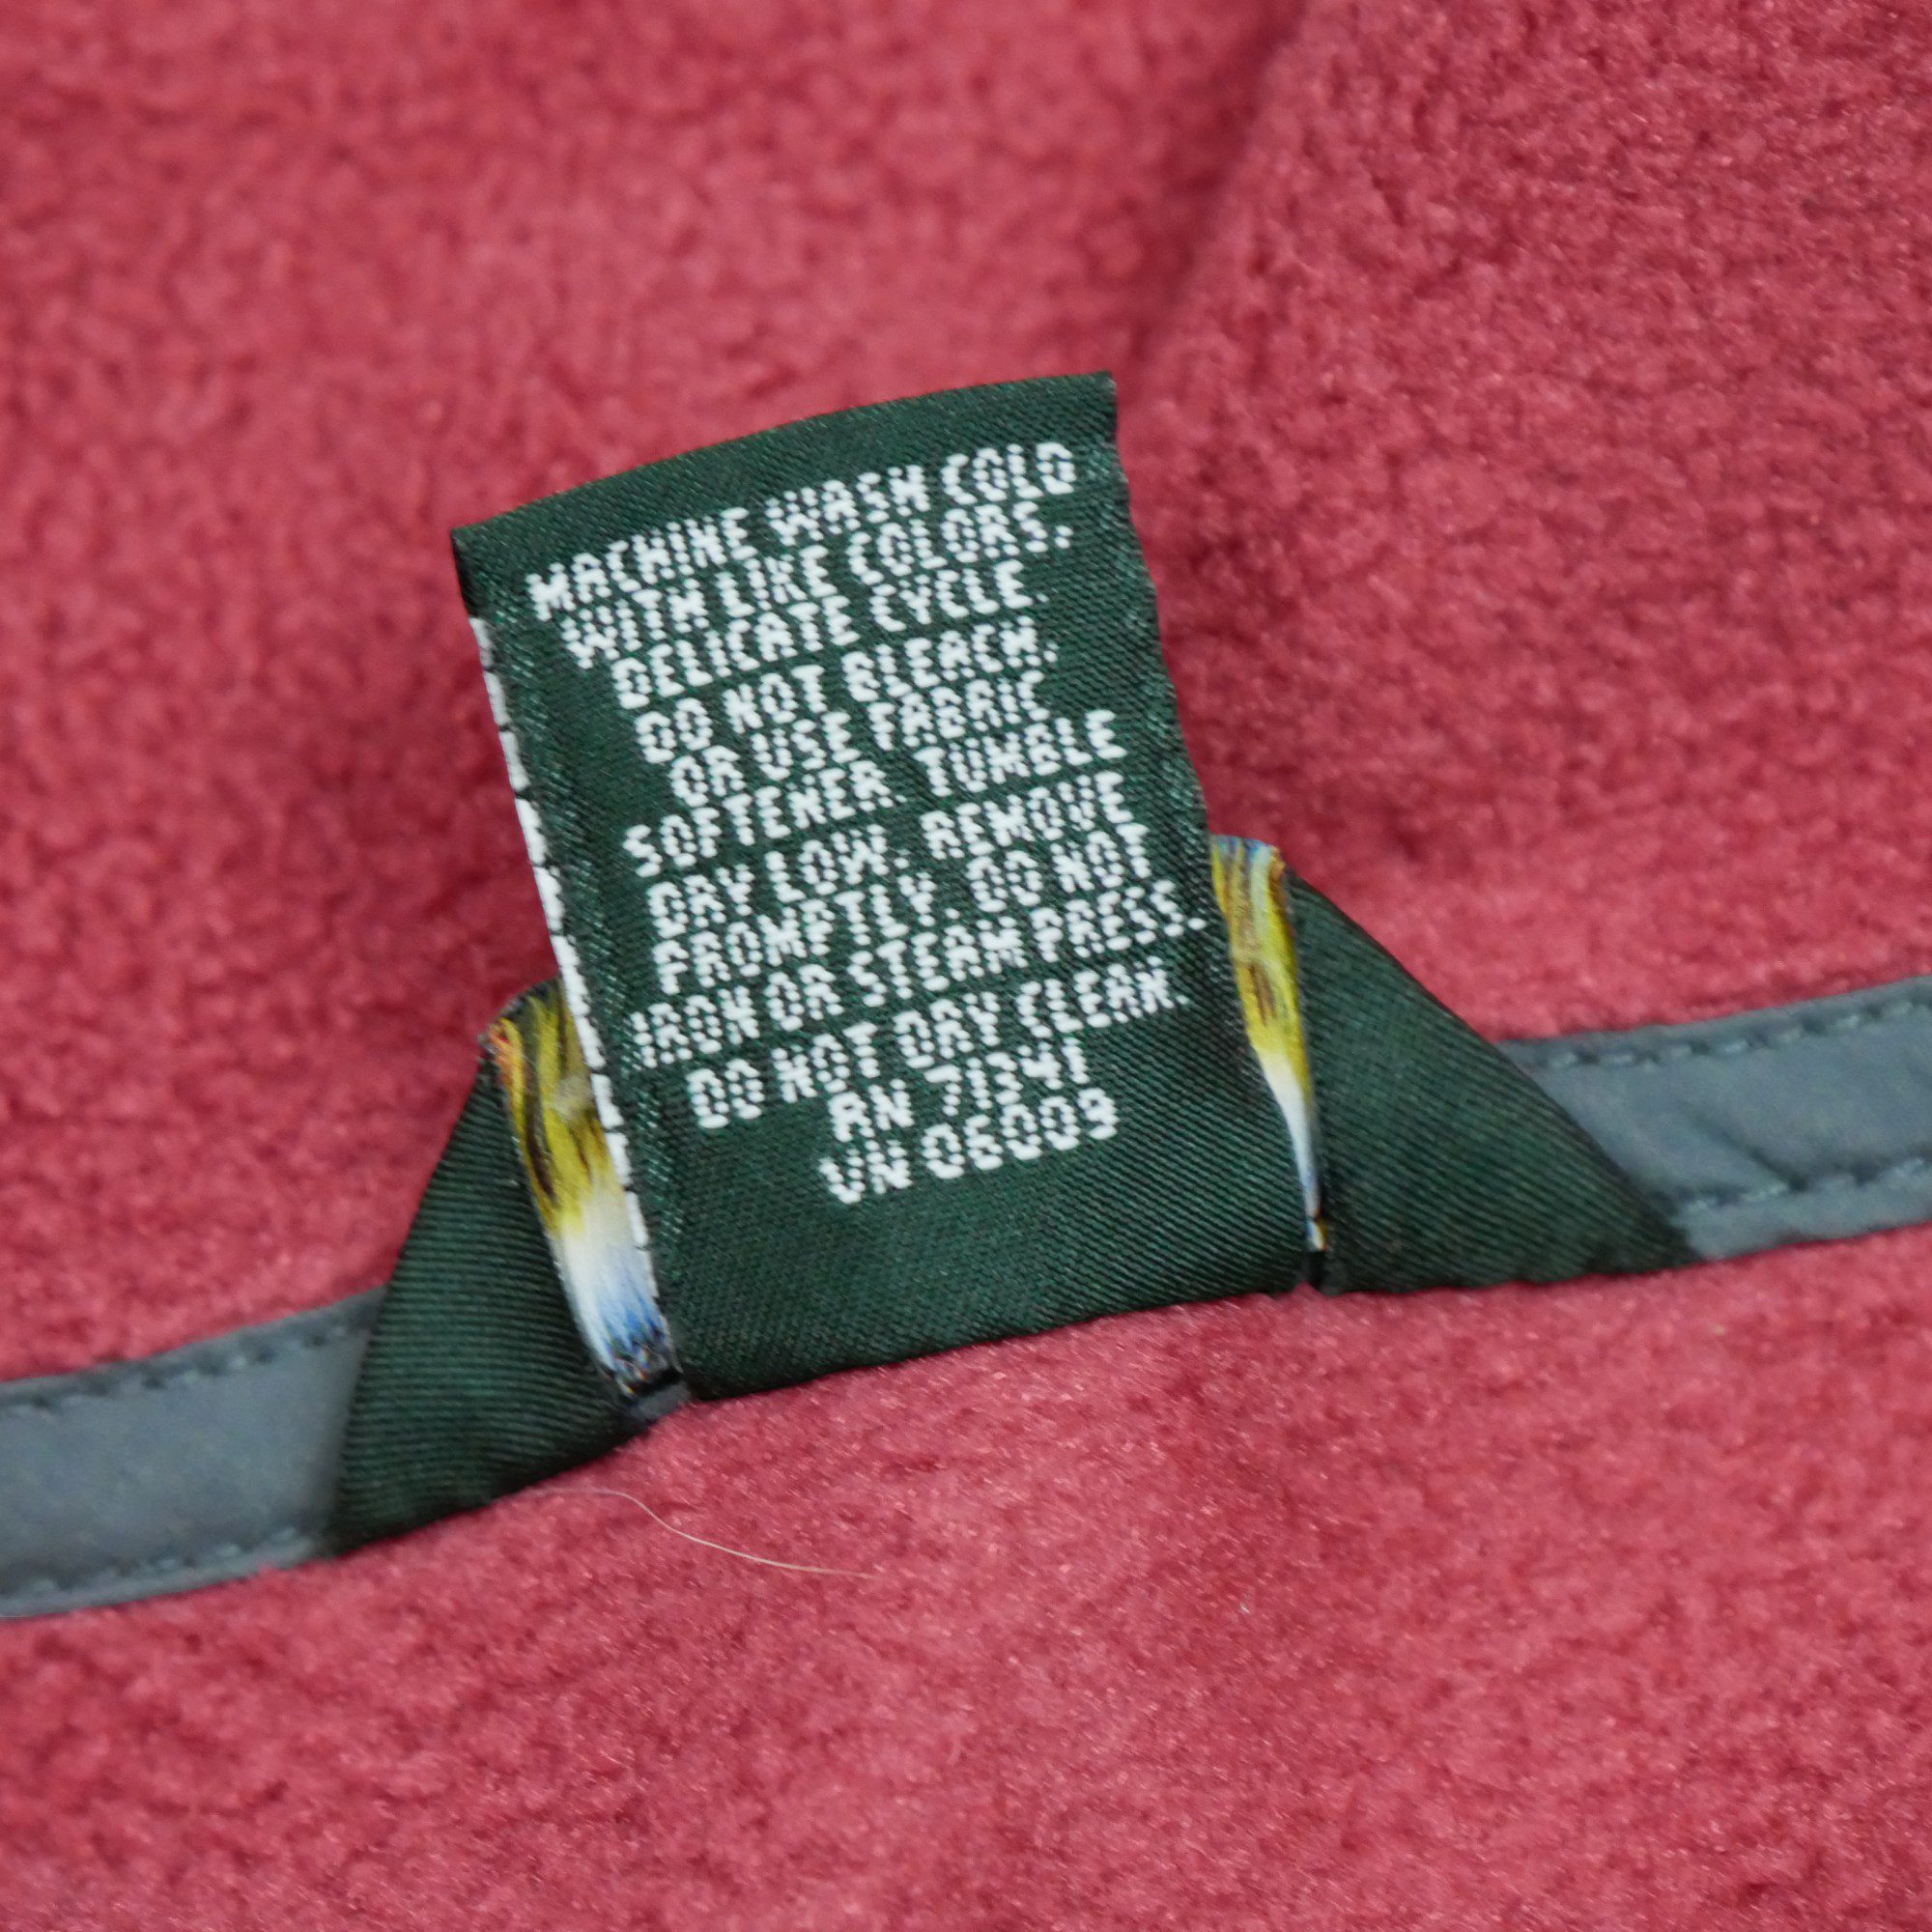 MACHINE WASH COLD
WITH LIKE COLORS.
DELICATE CYCLE.
DO NOT BLEACH.
OR USE FABRIC
SOFTENER. TUMBLE
DRY LOW. REMOVE
PROMPTLY. DO NOT
IRON OR STEAM PRESS.
DO NOT DRY CLEAN.
RN 71341
VN 06009